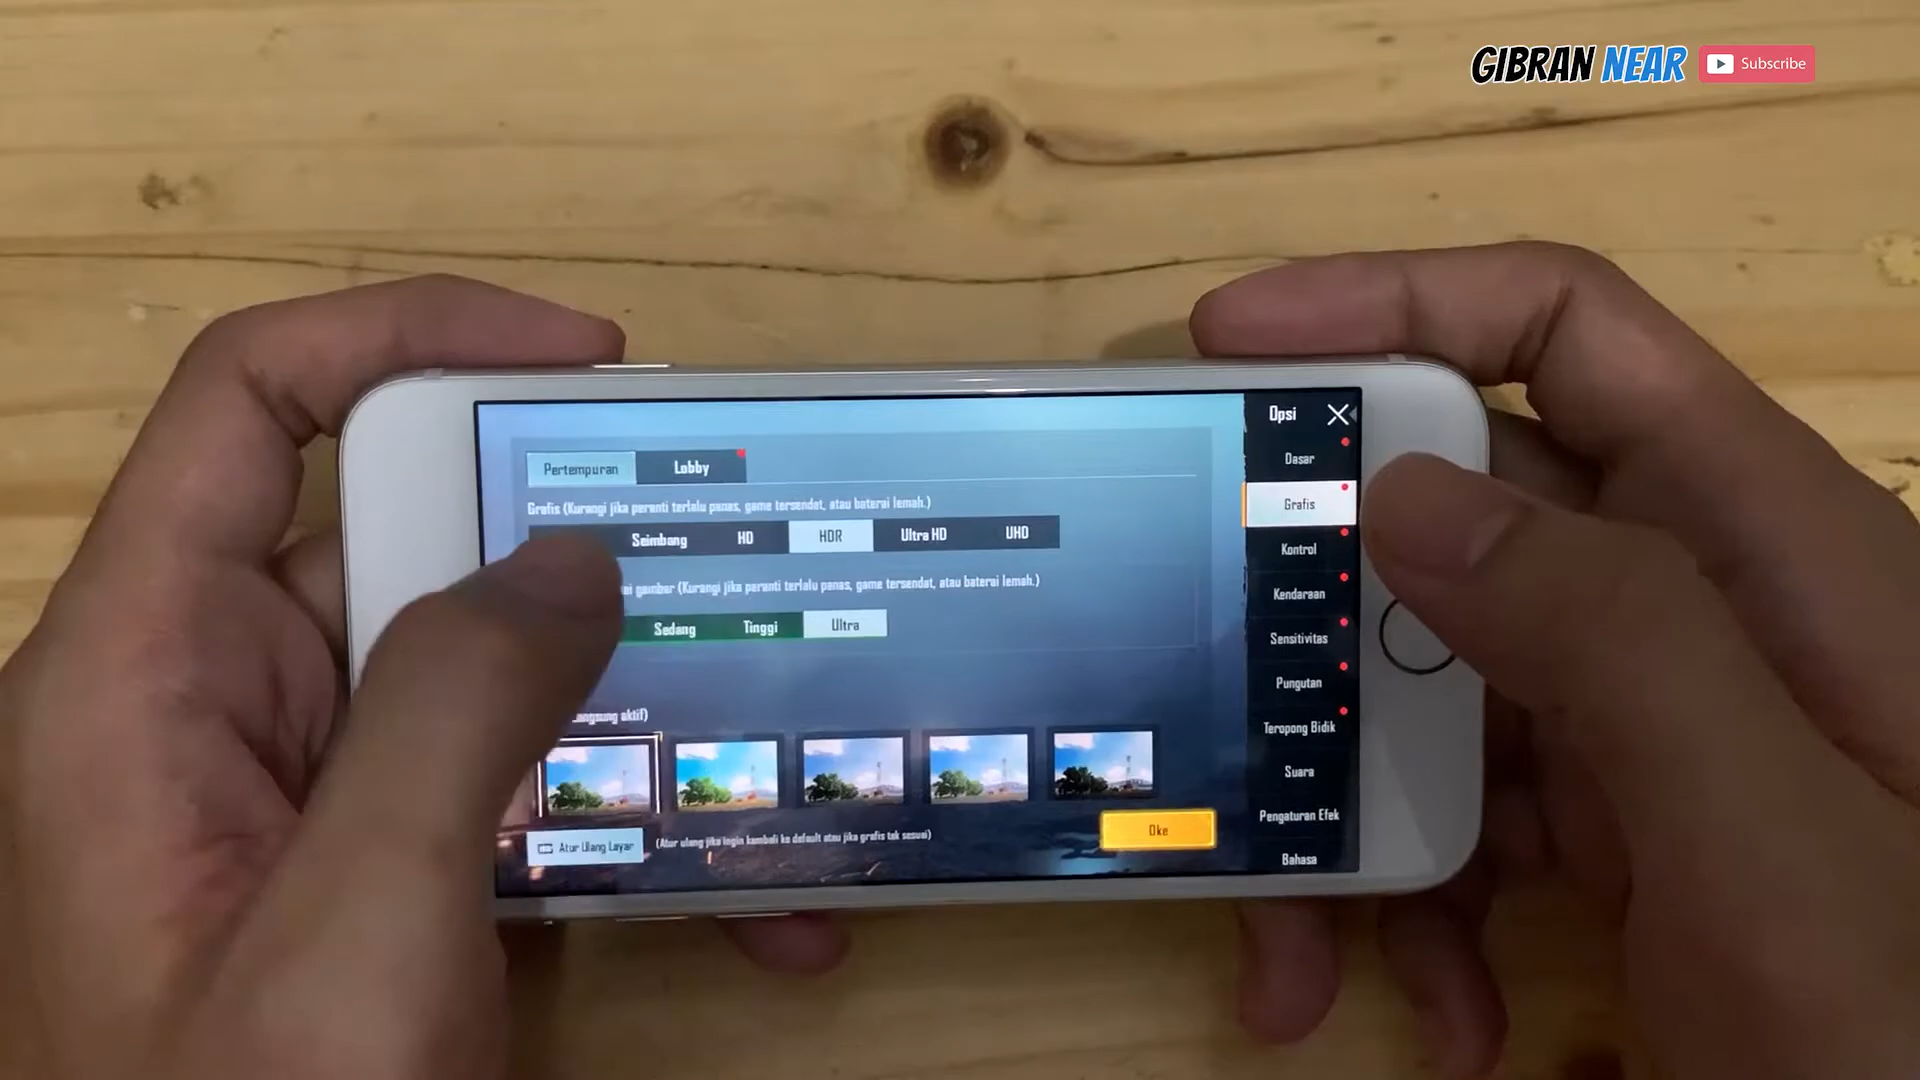 GIBRAN NEAR Subscribe
Opsi
Pertempuran Lobby
Dasar
Grafis (Kurangi jika peranti terlalu panas, game tersendat, atau baterai lemah.)
Grafis
Seimbang HD HDR Ultra HD UHD
Kontrol
gambar (Kurangi jika peranti terlalu panas, game tersendat, atau baterai lemah.)
Kendaraan
Sedang Tinggi Ultra
Sensitivitas
Pungutan
aktif)
Teropong Bidik
Suara
Pengaturan Efek
Atur Ulang Layar (Atur ulang jika login kembali ke default atau jika grafis tak sesuai) Oke
Bahasa